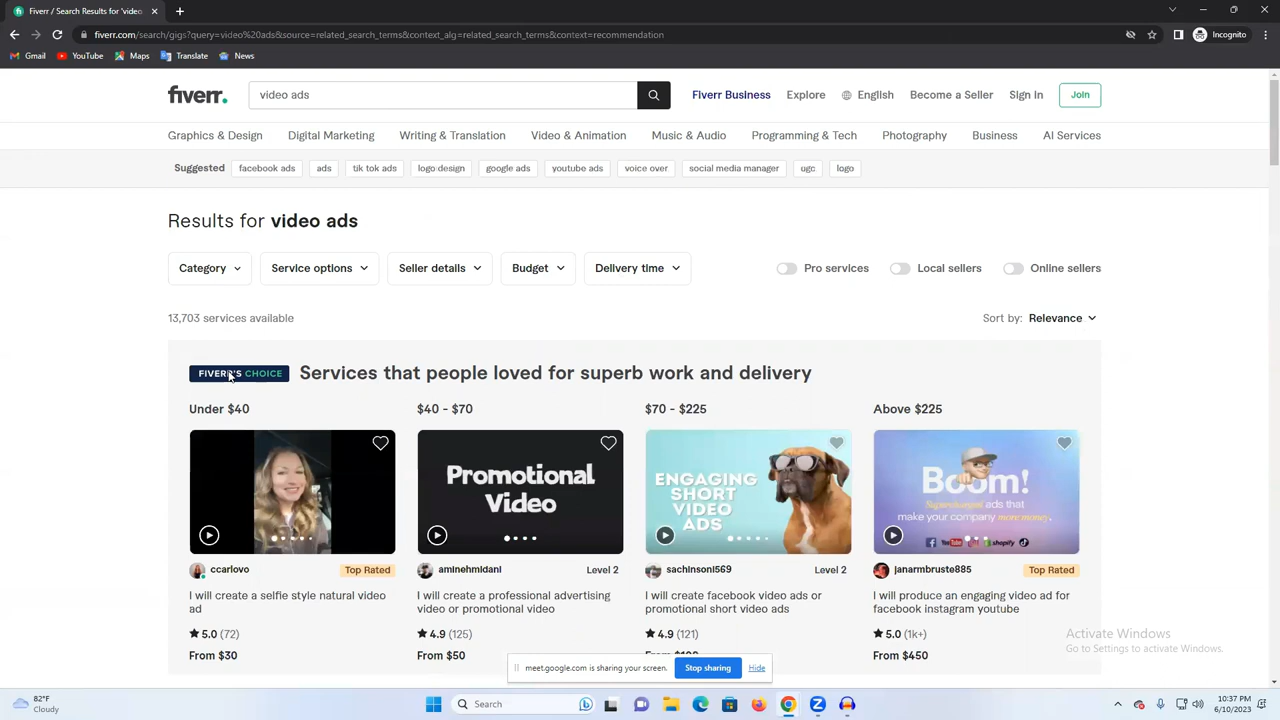 Fiverr / Search Results for 'video
fiverr.com/search/gigs?query=video%20ads&source=related_search_terms&context_alg=related_search_terms&context=recommendation
Incognito
Gmail YouTube Maps Translate News
fiverr. video ads Fiverr Business Explore English Become a Seller Sign In Join
Graphics & Design Digital Marketing Writing & Translation Video & Animation Music & Audio Programming & Tech Photography Business AI Services
Suggested facebook ads ads tik tok ads logo design google ads youtube ads voice over social media manager ugc logo
Results for video ads
Category Service options Seller details Budget Delivery time Pro services Local sellers Online sellers
13,703 services available Sort by: Relevance
FIVERR'S CHOICE Services that people loved for superb work and delivery
Under $40 $40 - $70 $70 - $225 Above $225
Promotional Video
ENGAGING SHORT VIDEO ADS
Boom!
Supercharged ads that
make your company more money.
shopify
ccarlovo Top Rated aminehmidani Level 2 sachinsoni569 Level 2 janarmbruste885 Top Rated
I will create a selfie style natural video ad
I will create a professional advertising video or promotional video
I will create facebook video ads or promotional short video ads
I will produce an engaging video ad for facebook instagram youtube
5.0 (72) 4.9 (125) 4.9 (121) 5.0 (1k+)
From $30 From $50 From $450
Activate Windows
Go to Settings to activate Windows.
meet.google.com is sharing your screen. Stop sharing Hide
82°F
Cloudy
Search
10:37 PM
6/10/2023